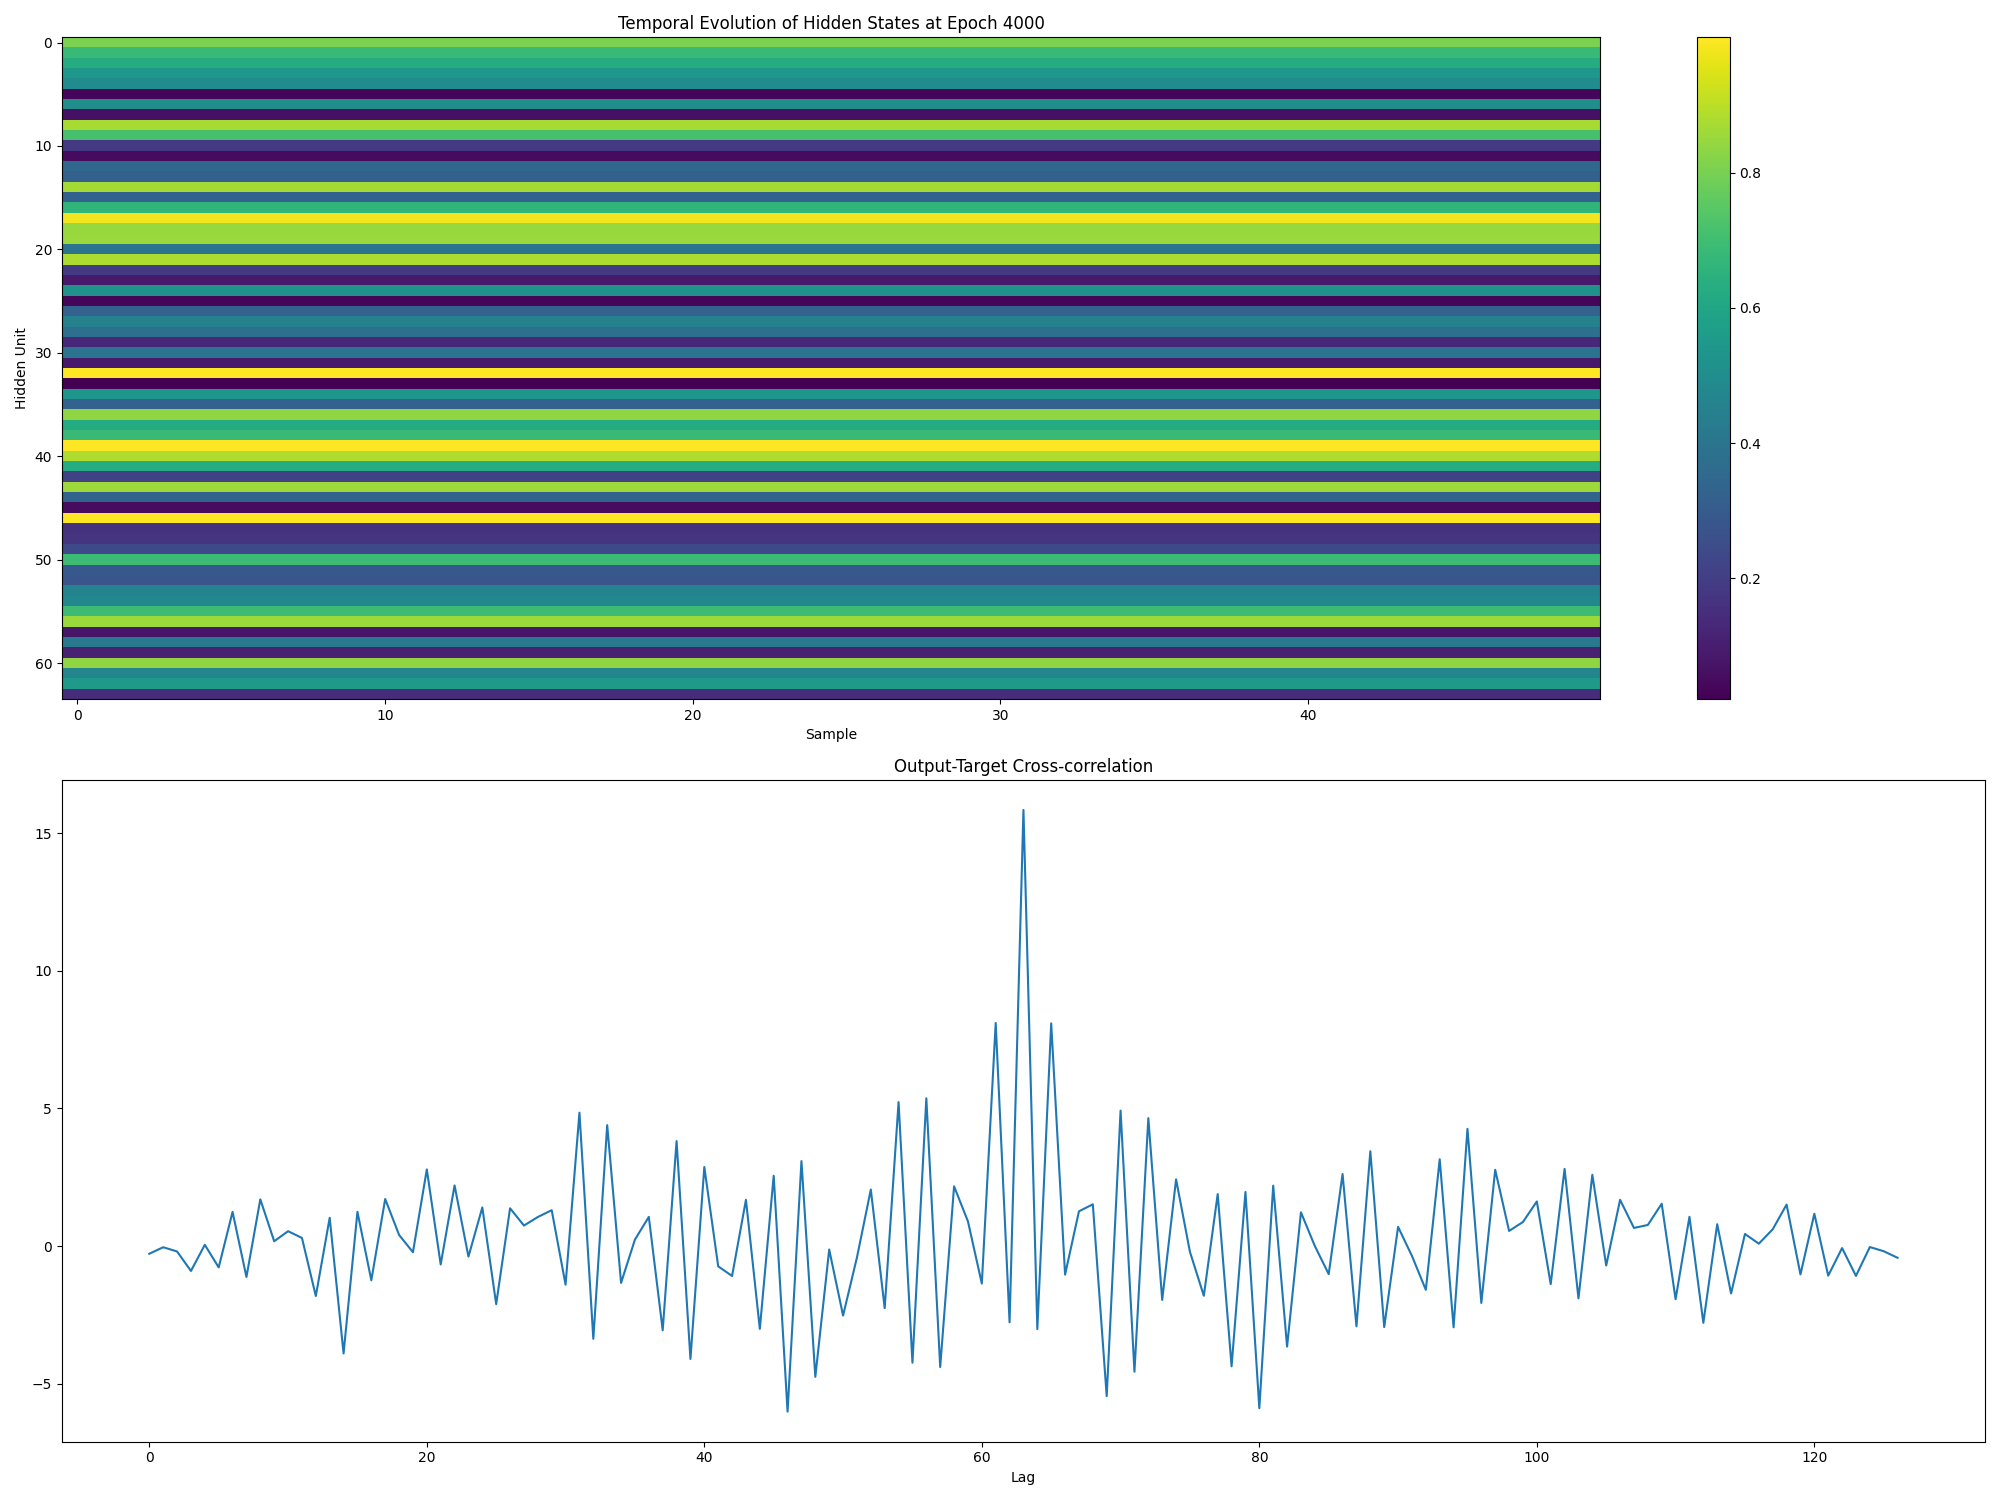 Temporal Evolution of Hidden States at Epoch 4000
Hidden Unit
0
10
20
30
40
50
60
0 10 20 30 40
Sample
0.8
0.6
0.4
0.2
Output-Target Cross-correlation
15
10
5
0
−5
0 20 40 60 80 100 120
Lag